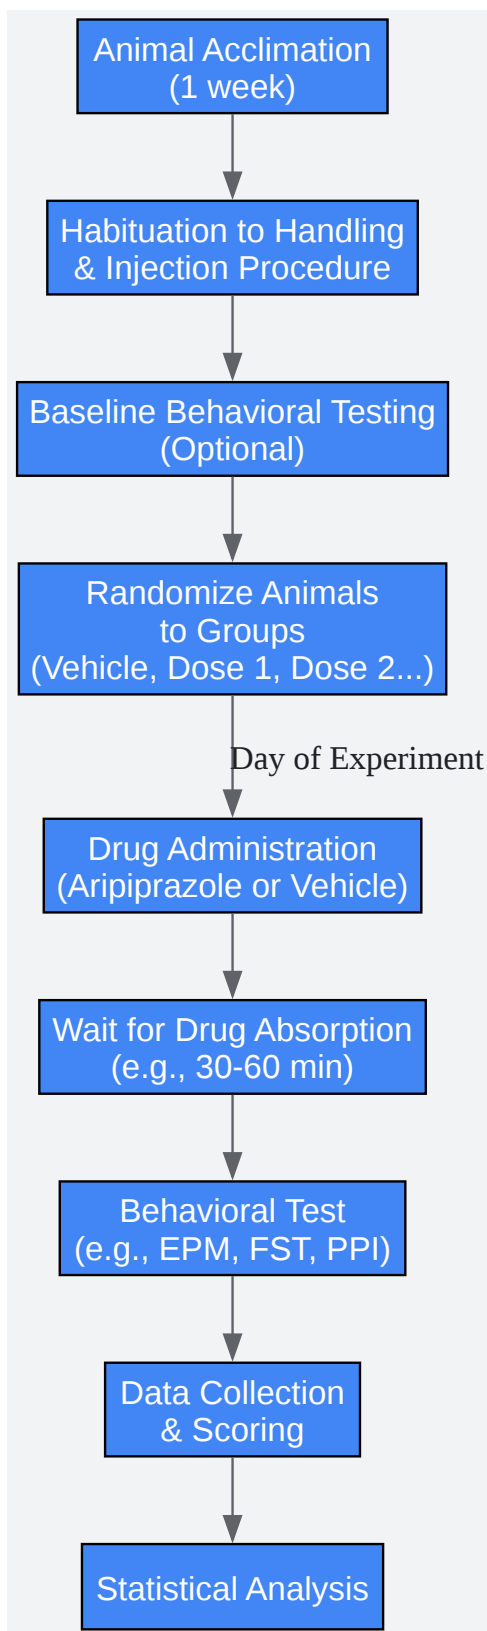 Animal Acclimation
(1 week)
Habituation to Handling
& Injection Procedure
Baseline Behavioral Testing
(Optional)
Randomize Animals
to Groups
(Vehicle, Dose 1, Dose 2...)
Day of Experiment
Drug Administration
(Aripiprazole or Vehicle)
Wait for Drug Absorption
(e.g., 30-60 min)
Behavioral Test
(e.g., EPM, FST, PPI)
Data Collection
& Scoring
Statistical Analysis